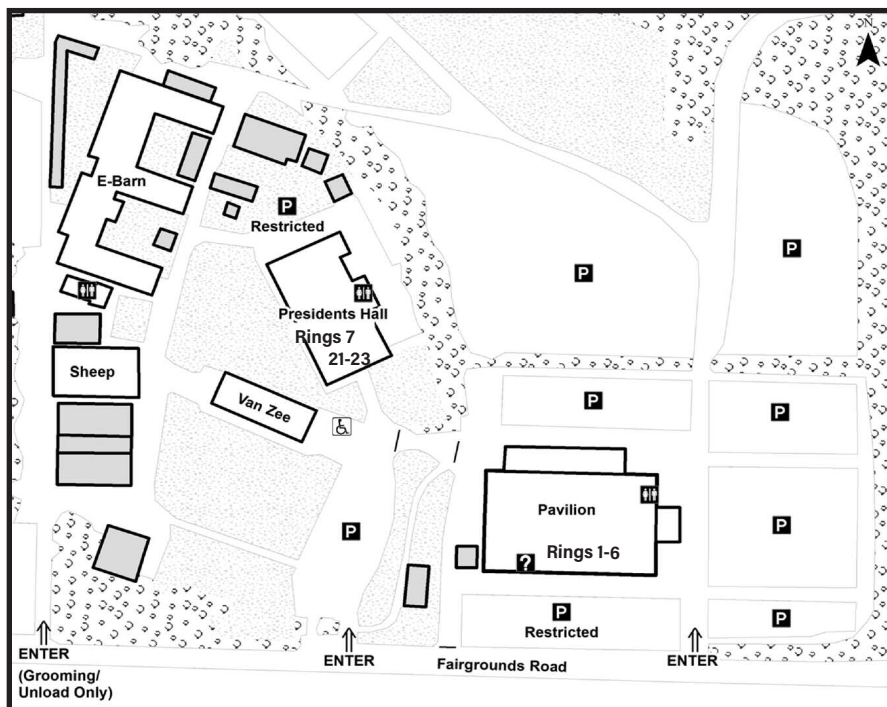 N
E-Barn
P
Restricted
P
P
Presidents Hall
Rings 7
21-23
Sheep
Van Zee
P
P
Pavilion
P
P
Rings 1-6
?
P
Restricted
P
ENTER
(Grooming/
Unload Only)
ENTER
Fairgrounds Road
ENTER